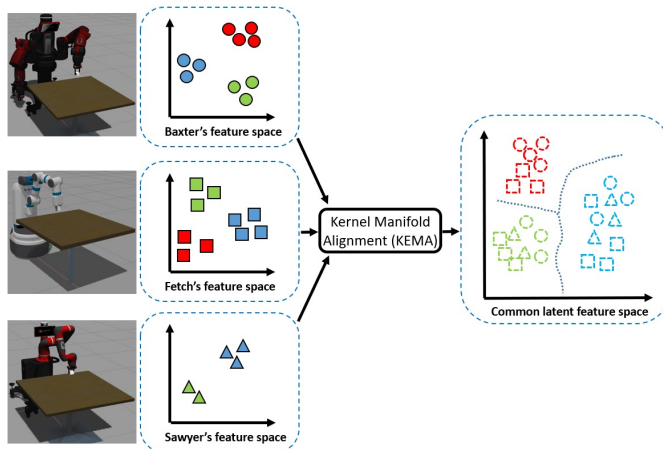 Baxter's feature space
Fetch's feature space
Kernel Manifold
Alignment (KEMA)
Sawyer's feature space
Common latent feature space